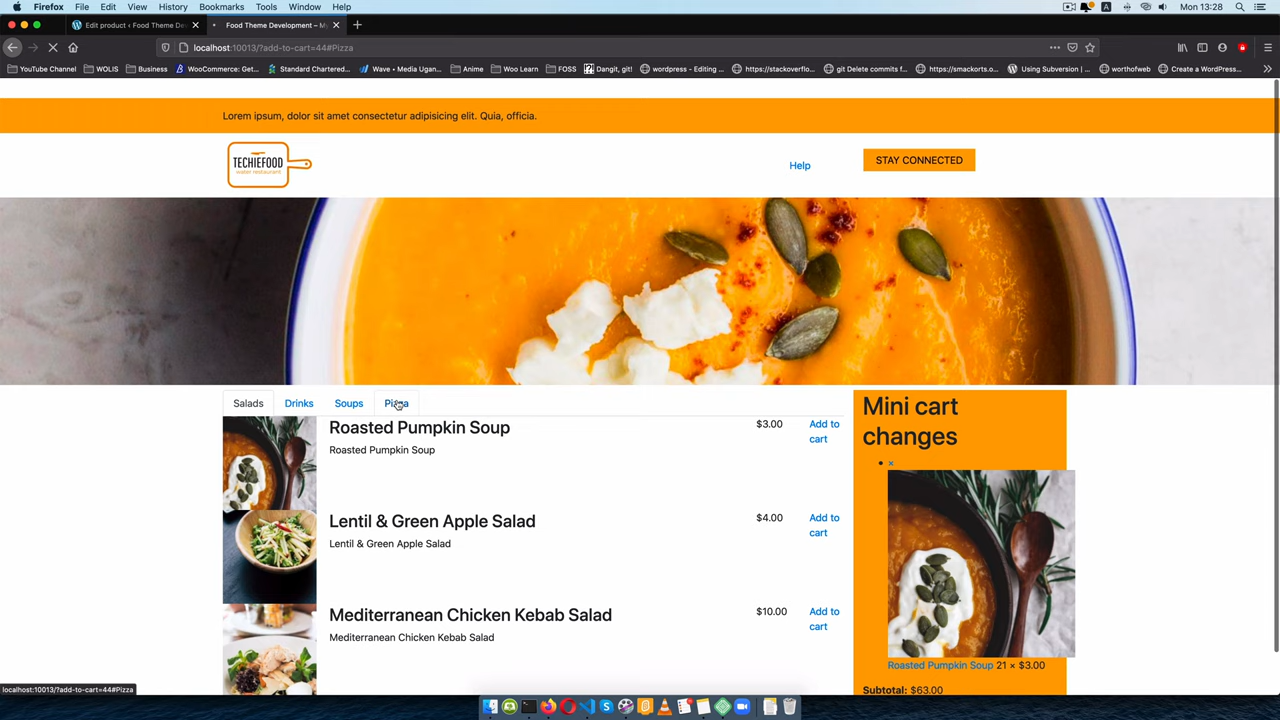 Firefox File Edit View History Bookmarks Tools Window Help A Mon 13:28
Edit product ‹ Food Theme De Food Theme Development – My
localhost:10013/?add-to-cart=44#Pizza
YouTube Channel WOLIS Business WooCommerce: Get... Standard Chartered... Wave • Media Ugan... Anime Woo Learn FOSS Dangit, git! wordpress - Editing ... https://stackoverflo... git Delete commits f... https://smackorts.o... Using Subversion | ... worthofweb Create a WordPress...
Lorem ipsum, dolor sit amet consectetur adipisicing elit. Quia, officia.
TECHIEFOOD
water restaurant
Help
STAY CONNECTED
Salads Drinks Soups Pizza
Roasted Pumpkin Soup
Roasted Pumpkin Soup
$3.00
Add to
cart
Lentil & Green Apple Salad
Lentil & Green Apple Salad
$4.00
Add to
cart
Mediterranean Chicken Kebab Salad
Mediterranean Chicken Kebab Salad
$10.00
Add to
cart
Mini cart
changes
×
Roasted Pumpkin Soup 21 × $3.00
Subtotal: $63.00
localhost:10013/?add-to-cart=44#Pizza